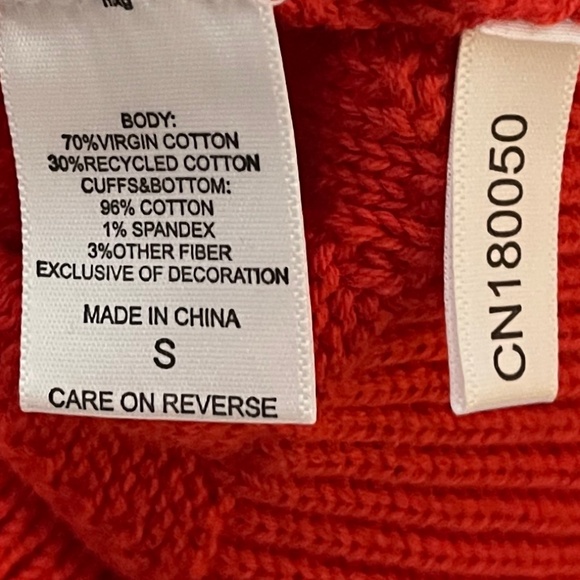 BODY:
70%VIRGIN COTTON
30%RECYCLED COTTON
CUFFS&BOTTOM:
96% COTTON
1% SPANDEX
3%OTHER FIBER
EXCLUSIVE OF DECORATION
MADE IN CHINA
S
CARE ON REVERSE
CN180050